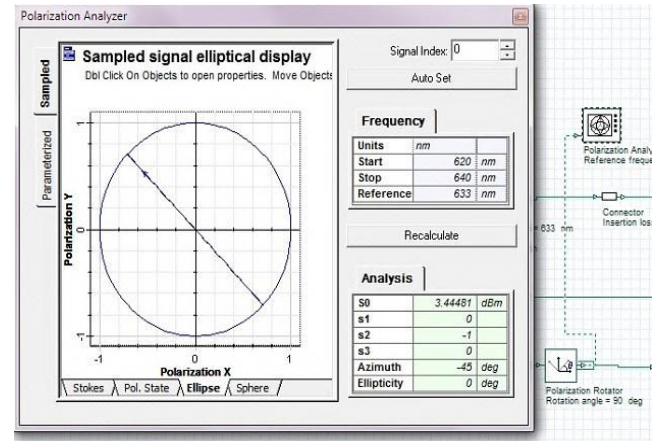 Polarization Analyzer
Sampled
Parameterized
Sampled signal elliptical display
Dbl Click On Objects to open properties. Move Objects
Polarization Y
1
0
-1
-1
0
1
Polarization X
Stokes
Pol. State
Ellipse
Sphere
Signal Index: 0
Auto Set
Frequency
Units nm
Start 620 nm
Stop 640 nm
Reference 633 nm
Recalculate
Analysis
S0 3.44481 dBm
s1 0
s2 -1
s3 0
Azimuth -45 deg
Ellipticity 0 deg
Polarization Analy
Reference freque
Connector
Insertion los
= 633 nm
Polarization Rotator
Rotation angle = 90 deg